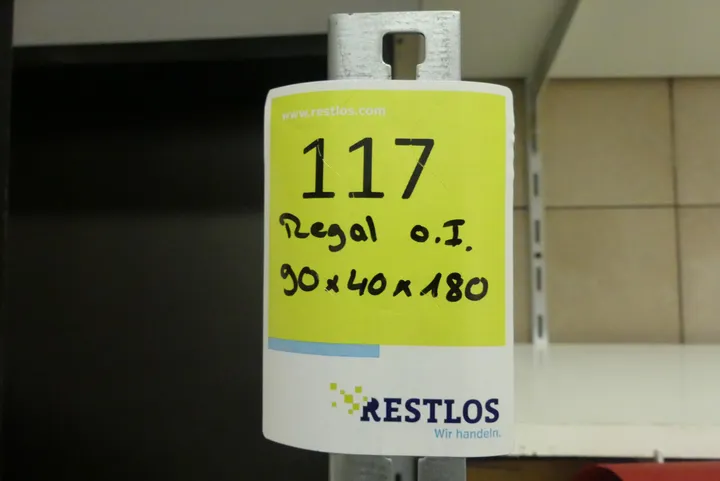 www.restlos.com
117
Regal o.I.
90x40x180
RESTLOS
Wir handeln.